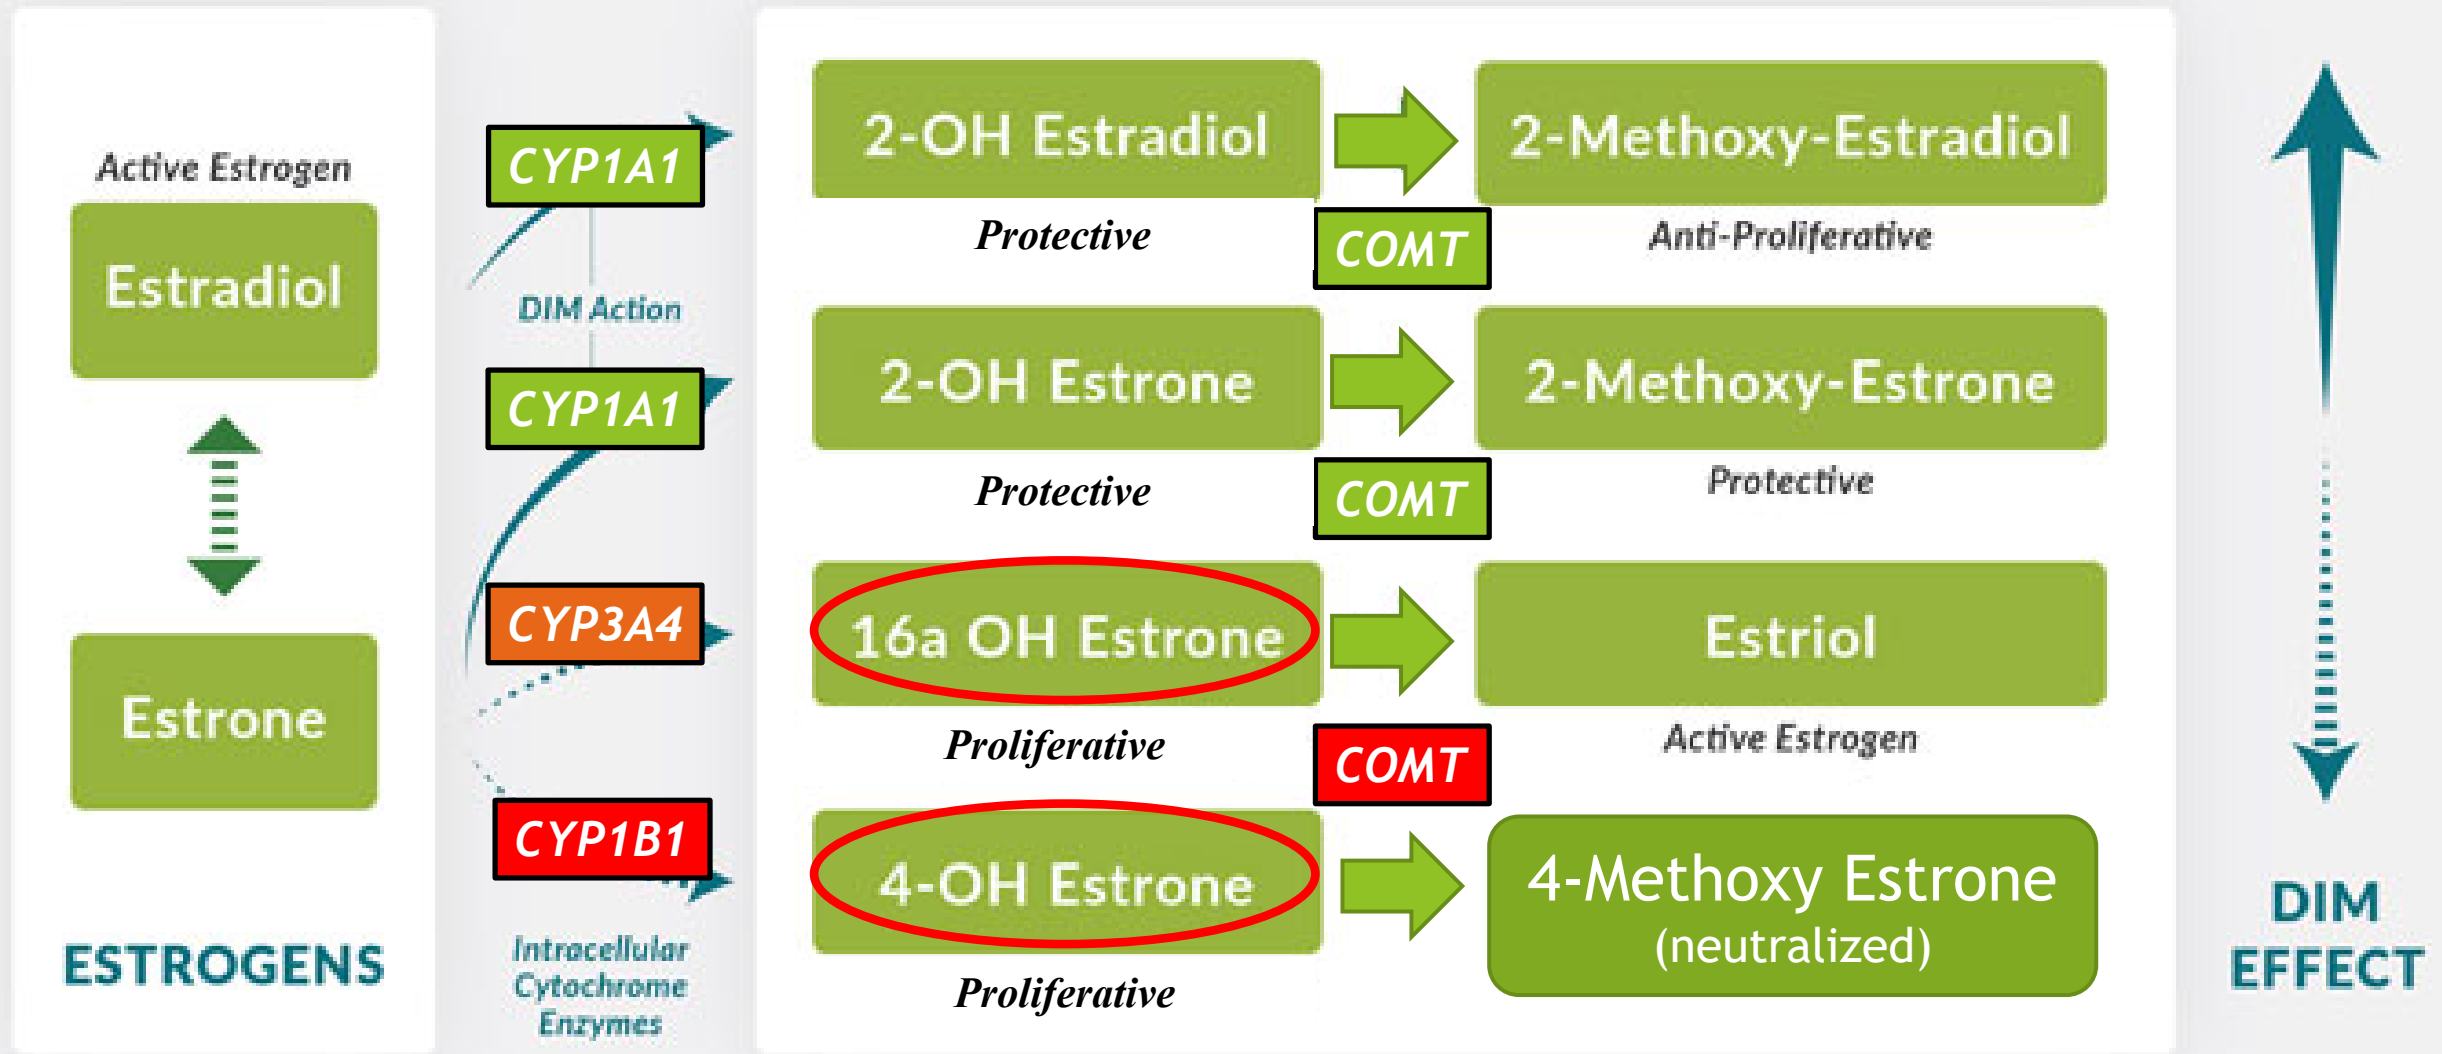 Active Estrogen
Estradiol
Estrone
ESTROGENS
CYP1A1
DIM Action
CYP1A1
CYP3A4
CYP1B1
Intracellular
Cytochrome
Enzymes
2-OH Estradiol
2-Methoxy-Estradiol
Protective
COMT
Anti-Proliferative
2-OH Estrone
2-Methoxy-Estrone
Protective
COMT
Protective
16a OH Estrone
Estriol
Proliferative
COMT
Active Estrogen
4-OH Estrone
4-Methoxy Estrone
(neutralized)
Proliferative
DIM
EFFECT